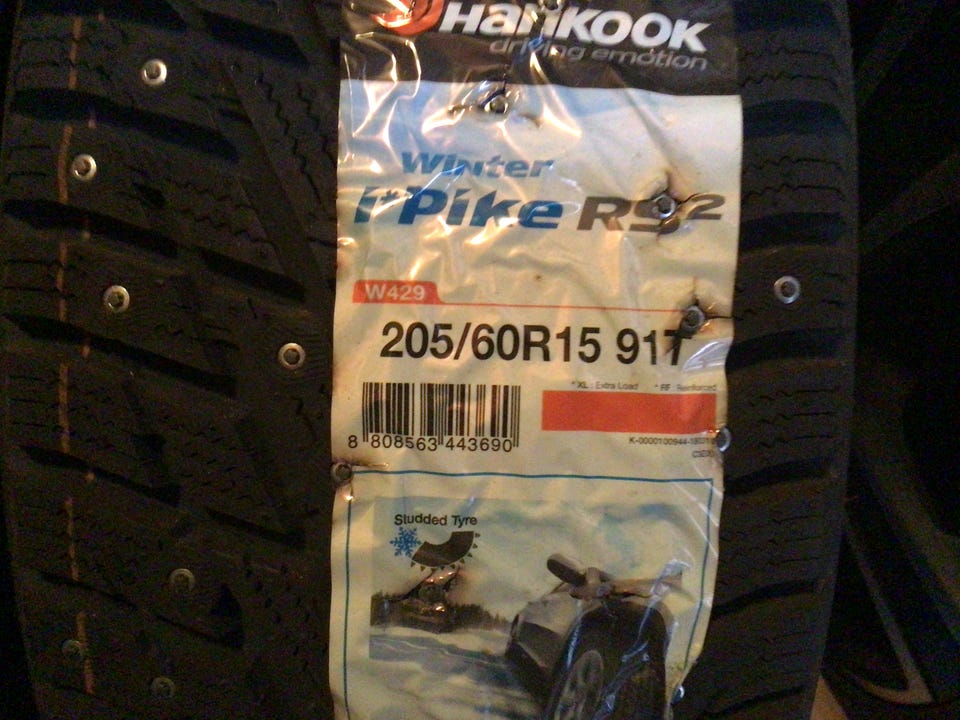 HANKOOK
driving emotion
Winter
i*Pike RS2
W429
205/60R15 91T
* XL : Extra Load * RF : Reinforced
8 808563 443690
Studded Tyre